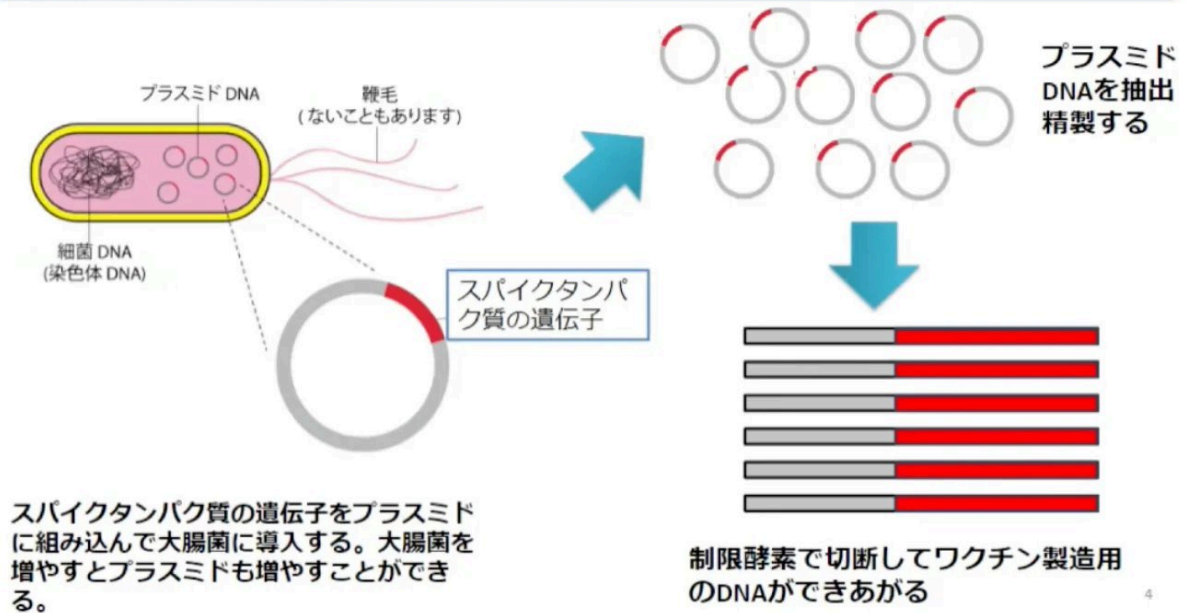 プラスミド DNA
鞭毛
(ないこともあります)
細菌 DNA
(染色体 DNA)
スパイクタンパ
ク質の遺伝子
スパイクタンパク質の遺伝子をプラスミド
に組み込んで大腸菌に導入する。大腸菌を
増やすとプラスミドも増やすことができ
る。
プラスミド
DNAを抽出
精製する
制限酵素で切断してワクチン製造用
のDNAができあがる
4